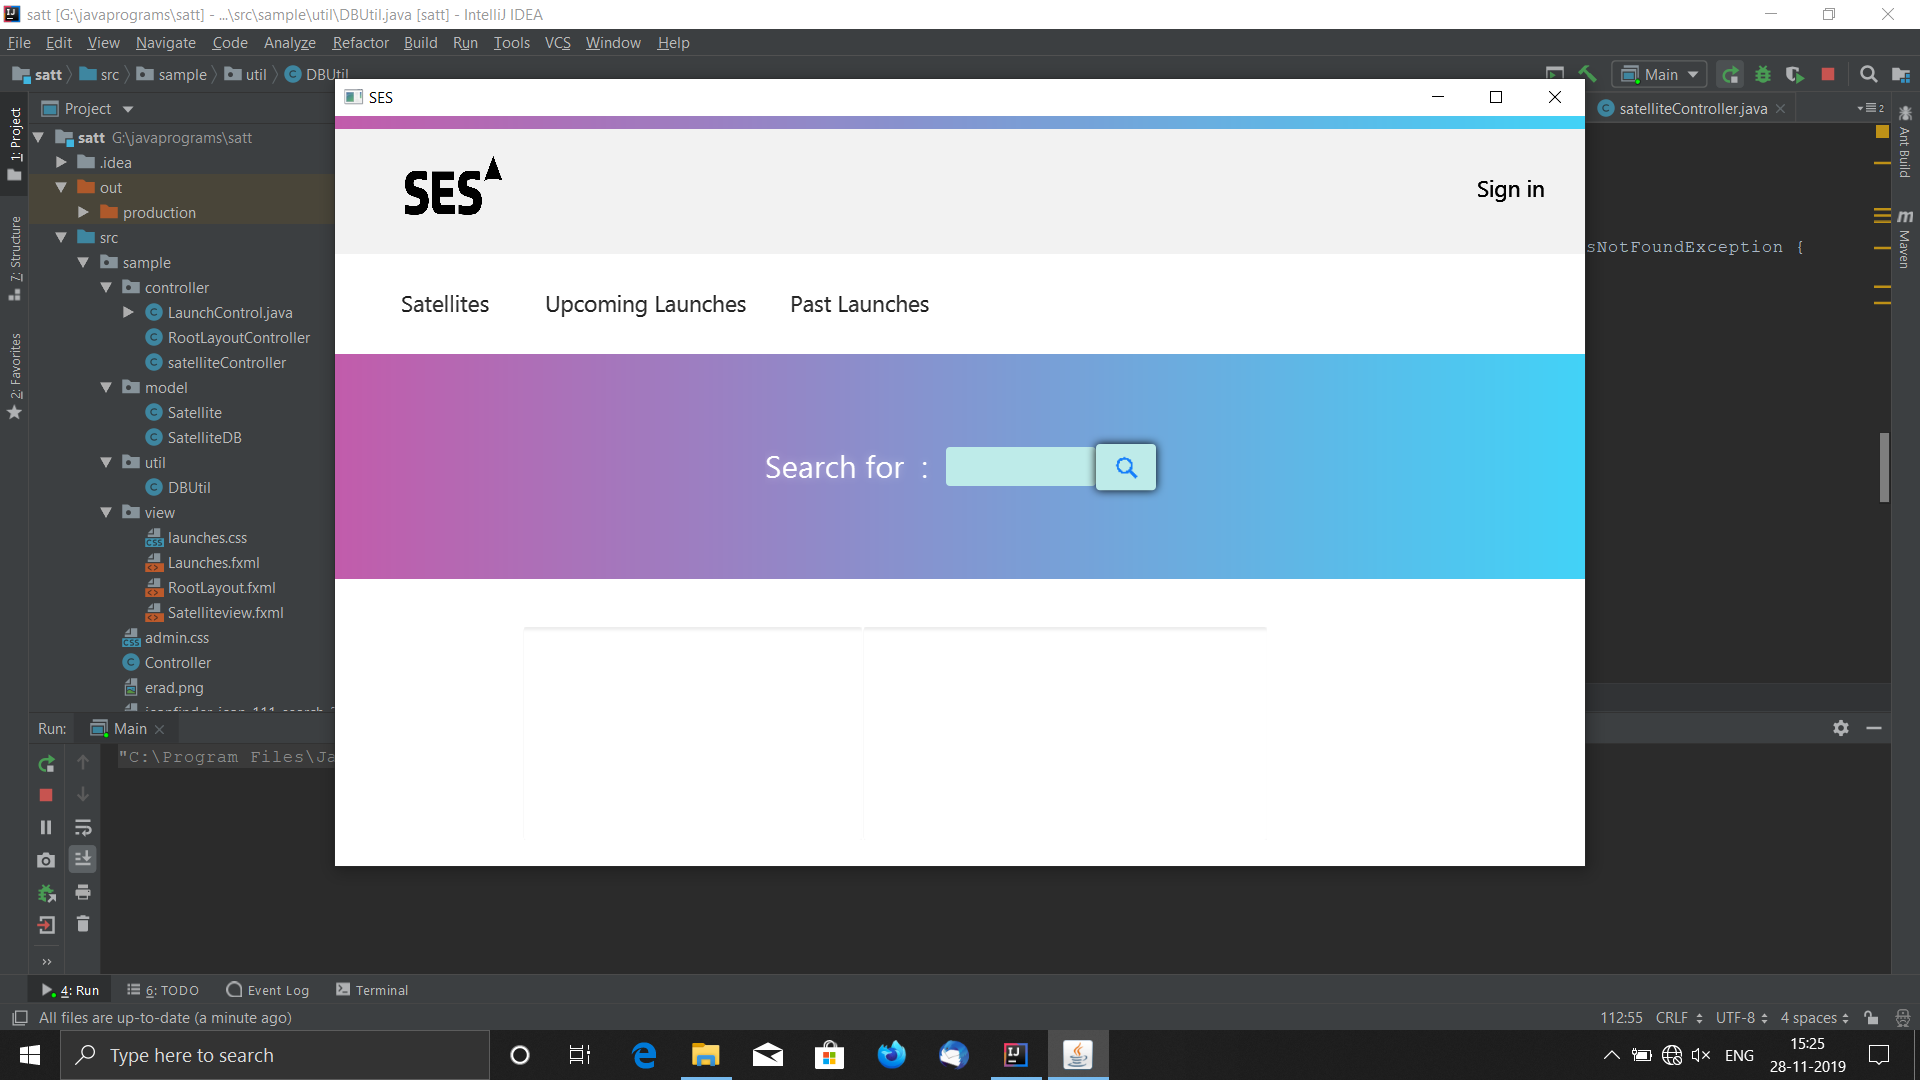 satt [G:\javaprograms\satt] - ...\src\sample\util\DBUtil.java [satt] - IntelliJ IDEA
File Edit View Navigate Code Analyze Refactor Build Run Tools VCS Window Help
satt src sample util DBUtil
Main
Project
satelliteController.java
2
SES
satt G:\javaprograms\satt
.idea
out
production
src
sample
controller
LaunchControl.java
RootLayoutController
satelliteController
model
Satellite
SatelliteDB
util
DBUtil
view
launches.css
Launches.fxml
RootLayout.fxml
Satelliteview.fxml
admin.css
Controller
erad.png
1: Project
7: Structure
2: Favorites
Ant Build
Maven
SES
Sign in
Satellites Upcoming Launches Past Launches
Search for :
sNotFoundException {
Run: Main
"C:\Program Files\Ja
4: Run 6: TODO Event Log Terminal
All files are up-to-date (a minute ago)
112:55 CRLF UTF-8 4 spaces
Type here to search
ENG
15:25
28-11-2019